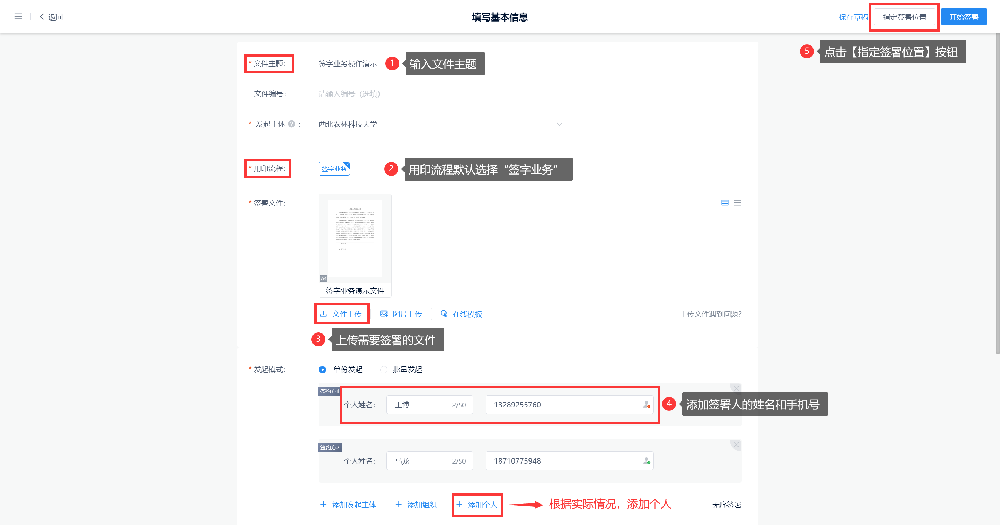 返回
填写基本信息
保存草稿
指定签署位置
开始签署
5
点击【指定签署位置】按钮
* 文件主题：
签字业务操作演示
1
输入文件主题
文件编号：
请输入编号（选填）
* 发起主体 ? ：
西北农林科技大学
* 用印流程：
签字业务
2
用印流程默认选择“签字业务”
* 签署文件：
A4
签字业务演示文件
文件上传
图片上传
在线模板
上传文件遇到问题?
3
上传需要签署的文件
* 发起模式：
单份发起
批量发起
签约方1
个人姓名：
王博
2/50
13289255760
4
添加签署人的姓名和手机号
签约方2
个人姓名：
马龙
2/50
18710775948
+ 添加发起主体
+ 添加组织
+ 添加个人
根据实际情况，添加个人
无序签署